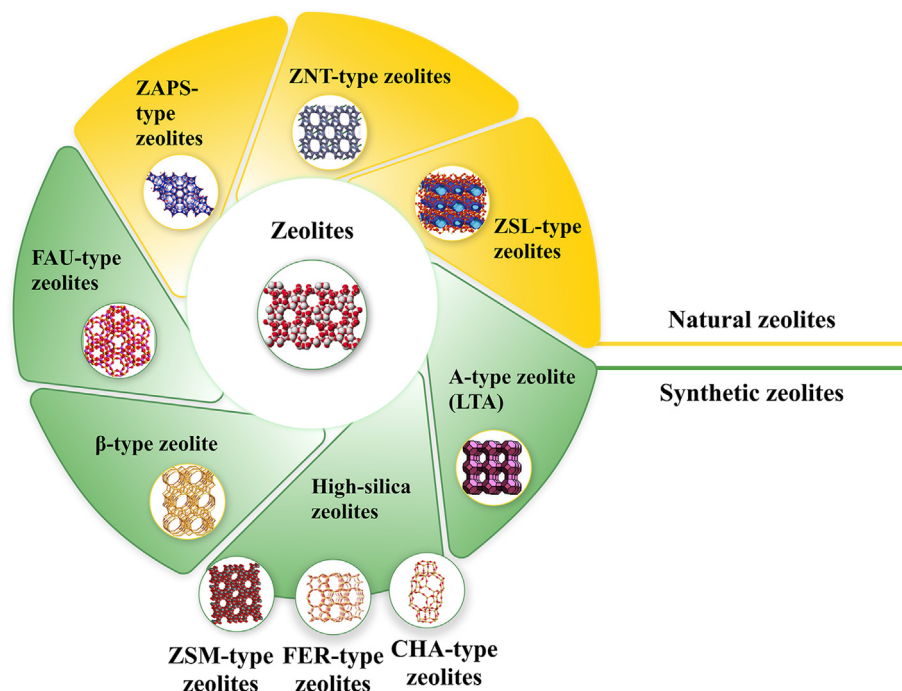 ZNT-type zeolites
ZAPS-
type
zeolites
ZSL-type
zeolites
Zeolites
FAU-type
zeolites
Natural zeolites
Synthetic zeolites
A-type zeolite
(LTA)
β-type zeolite
High-silica
zeolites
ZSM-type
zeolites
FER-type
zeolites
CHA-type
zeolites